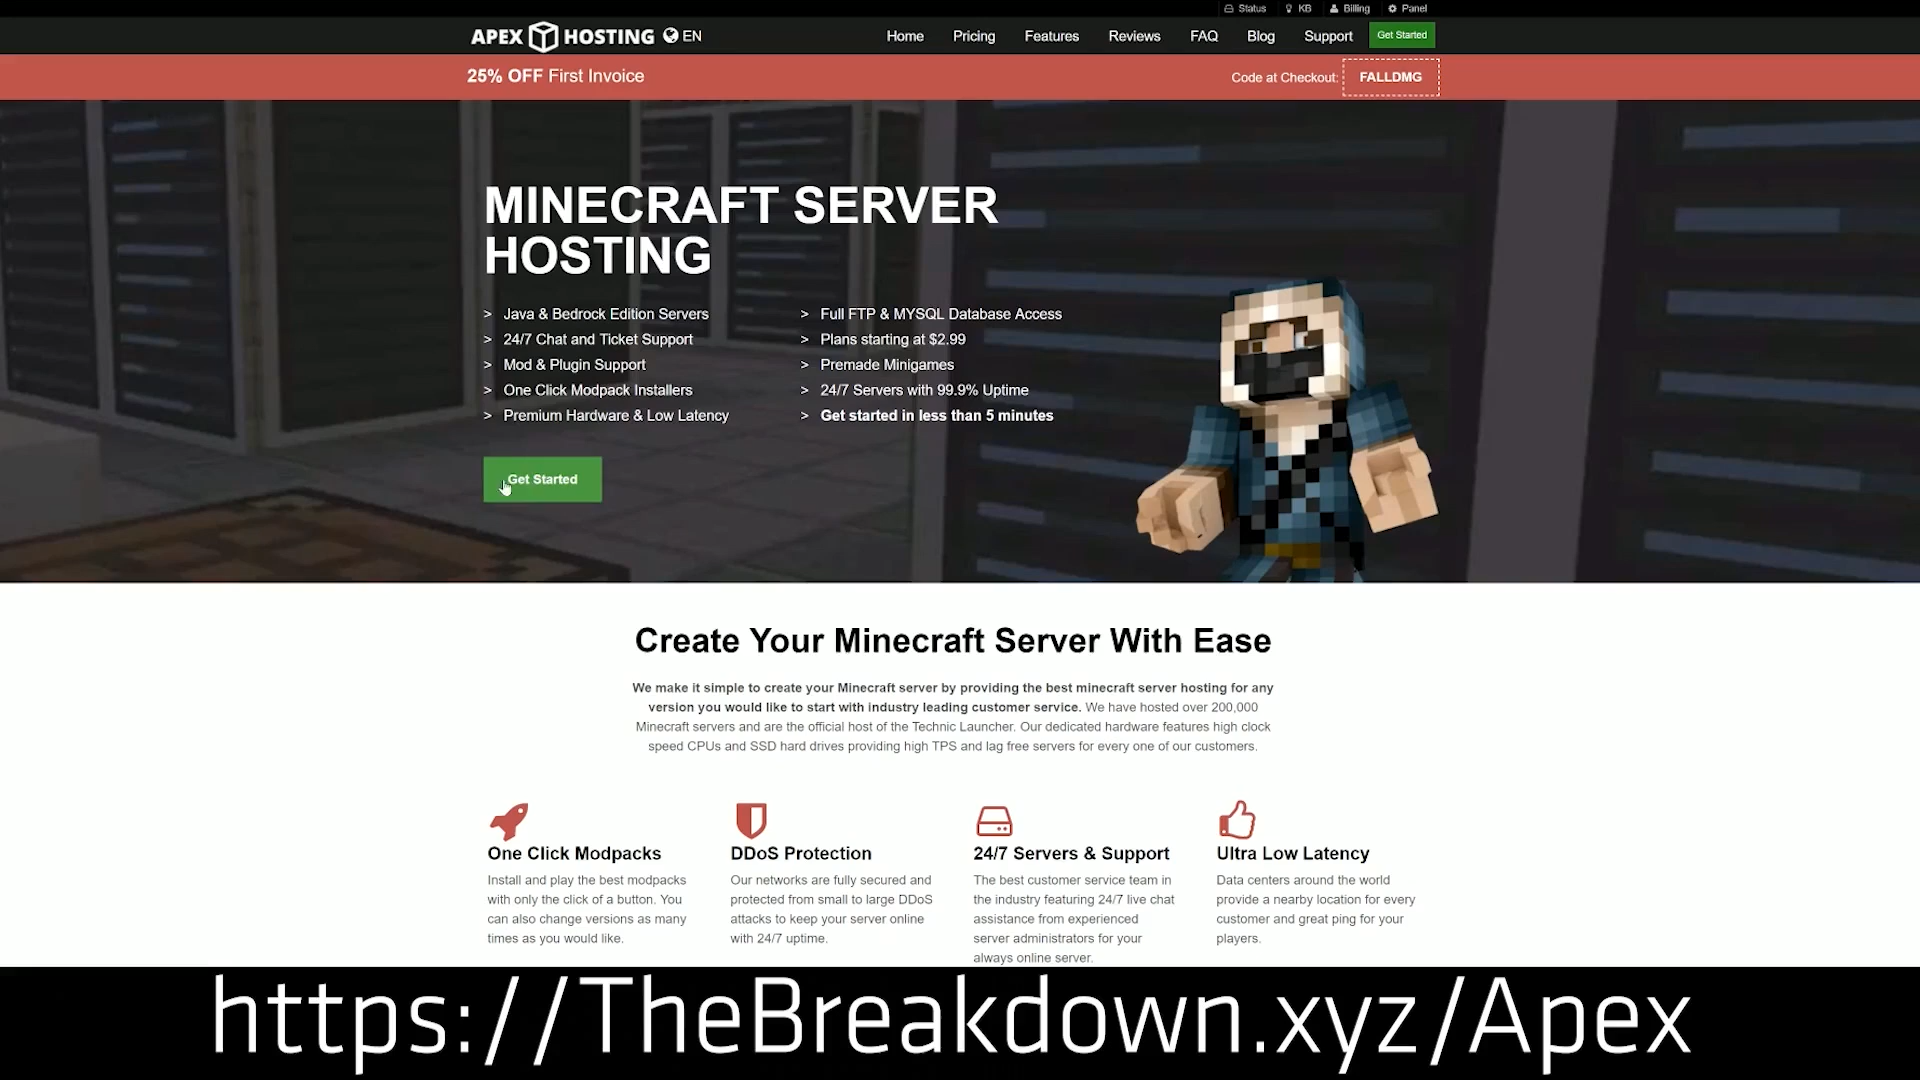 Status KB Billing Panel
APEX HOSTING EN Home Pricing Features Reviews FAQ Blog Support Get Started
25% OFF First Invoice Code at Checkout: FALLDMG
MINECRAFT SERVER
HOSTING
> Java & Bedrock Edition Servers
> 24/7 Chat and Ticket Support
> Mod & Plugin Support
> One Click Modpack Installers
> Premium Hardware & Low Latency
> Full FTP & MYSQL Database Access
> Plans starting at $2.99
> Premade Minigames
> 24/7 Servers with 99.9% Uptime
> Get started in less than 5 minutes
Get Started
Create Your Minecraft Server With Ease
We make it simple to create your Minecraft server by providing the best minecraft server hosting for any
version you would like to start with industry leading customer service. We have hosted over 200,000
Minecraft servers and are the official host of the Technic Launcher. Our dedicated hardware features high clock
speed CPUs and SSD hard drives providing high TPS and lag free servers for every one of our customers.
One Click Modpacks
Install and play the best modpacks
with only the click of a button. You
can also change versions as many
times as you would like.
DDoS Protection
Our networks are fully secured and
protected from small to large DDoS
attacks to keep your server online
with 24/7 uptime.
24/7 Servers & Support
The best customer service team in
the industry featuring 24/7 live chat
assistance from experienced
server administrators for your
always online server.
Ultra Low Latency
Data centers around the world
provide a nearby location for every
customer and great ping for your
players.
https://TheBreakdown.xyz/Apex